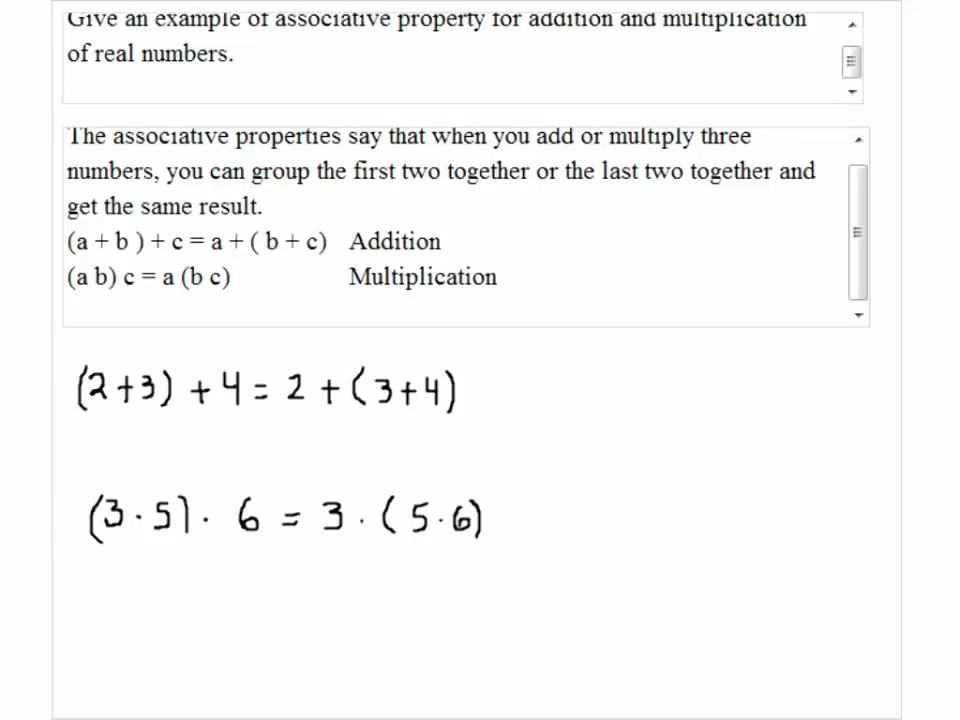 Give an example of associative property for addition and multiplication
of real numbers.
The associative properties say that when you add or multiply three
numbers, you can group the first two together or the last two together and
get the same result.
(a + b ) + c = a + ( b + c) Addition
(a b) c = a (b c) Multiplication
(2+3) + 4 = 2 + (3+4)
(3 · 5) · 6 = 3 · (5 · 6)